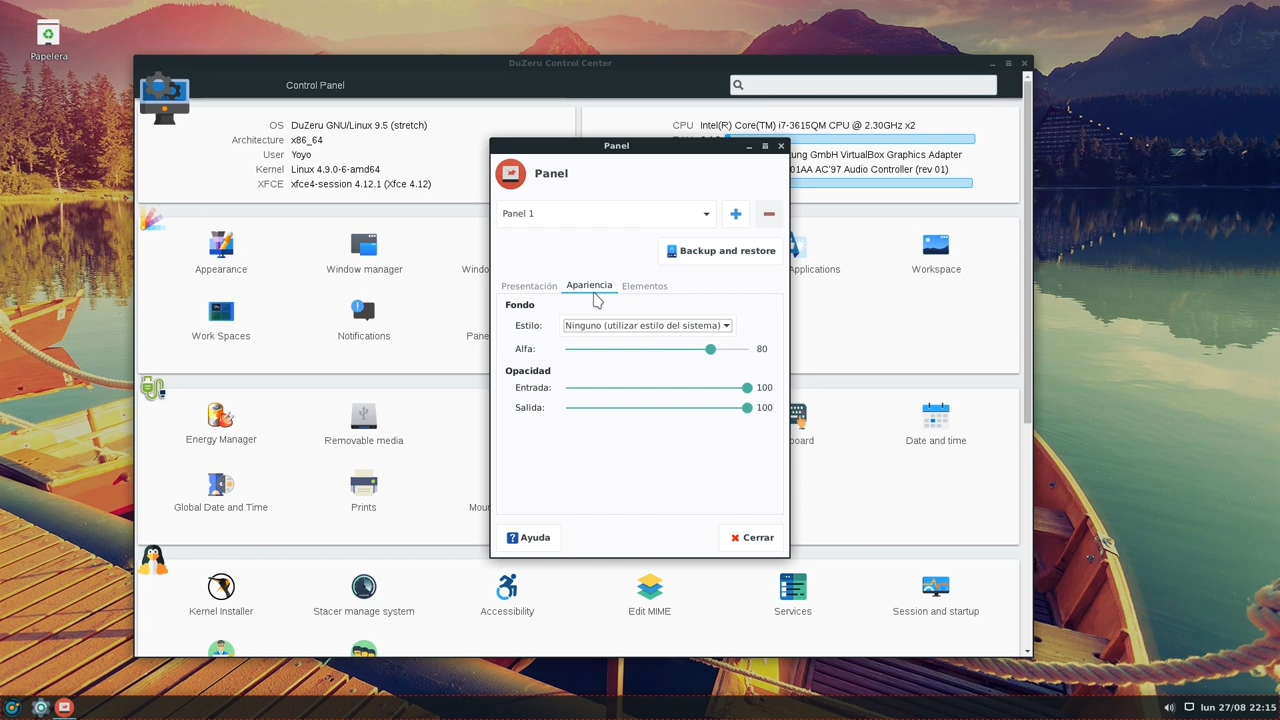 Papelera
DuZeru Control Center
Control Panel
OS DuZeru GNU/Linux 9.5 (stretch)
Architecture x86_64
User Yoyo
Kernel Linux 4.9.0-6-amd64
XFCE xfce4-session 4.12.1 (Xfce 4.12)
CPU Intel(R) Core(TM) i7-3615QM CPU @ 2.30GHz x2
GmbH VirtualBox Graphics Adapter
AC'97 Audio Controller (rev 01)
Panel
Panel
Panel 1
Backup and restore
Presentación Apariencia Elementos
Fondo
Estilo: Ninguno (utilizar estilo del sistema)
Alfa: 80
Opacidad
Entrada: 100
Salida: 100
Ayuda Cerrar
Appearance Window manager Applications Workspace
Work Spaces Notifications
Energy Manager Removable media Date and time
Global Date and Time Prints
Kernel Installer Stacer manage system Accessibility Edit MIME Services Session and startup
lun 27/08 22:15